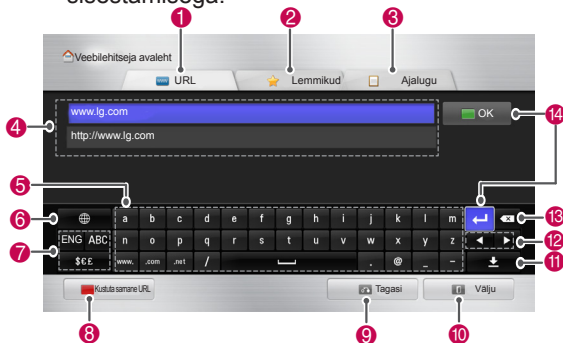 sisestamisega.
1 2 3
Veebilehitseja avaleht
URL Lemmikud Ajalugu
4 www.lg.com OK 14
http://www.lg.com
5
6 a b c d e f g h i j k l m 13
7 ENG ABC n o p q r s t u v w x y z 12
$€£ www. .com .net / . @ _ - 11
Kustuta samane URL Tagasi Välju
8 9 10